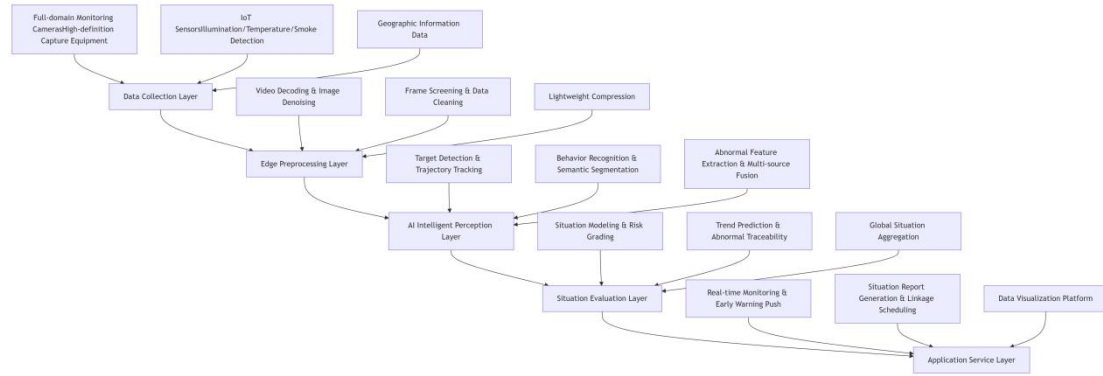 Full-domain Monitoring
CamerasHigh-definition
Capture Equipment
IoT
SensorsIllumination/Temperature/Smoke
Detection
Geographic Information
Data
Data Collection Layer
Video Decoding & Image
Denoising
Frame Screening & Data
Cleaning
Lightweight Compression
Edge Preprocessing Layer
Target Detection &
Trajectory Tracking
Behavior Recognition &
Semantic Segmentation
Abnormal Feature
Extraction & Multi-source
Fusion
AI Intelligent Perception
Layer
Situation Modeling & Risk
Grading
Trend Prediction &
Abnormal Traceability
Global Situation
Aggregation
Situation Evaluation Layer
Real-time Monitoring &
Early Warning Push
Situation Report
Generation & Linkage
Scheduling
Data Visualization Platform
Application Service Layer